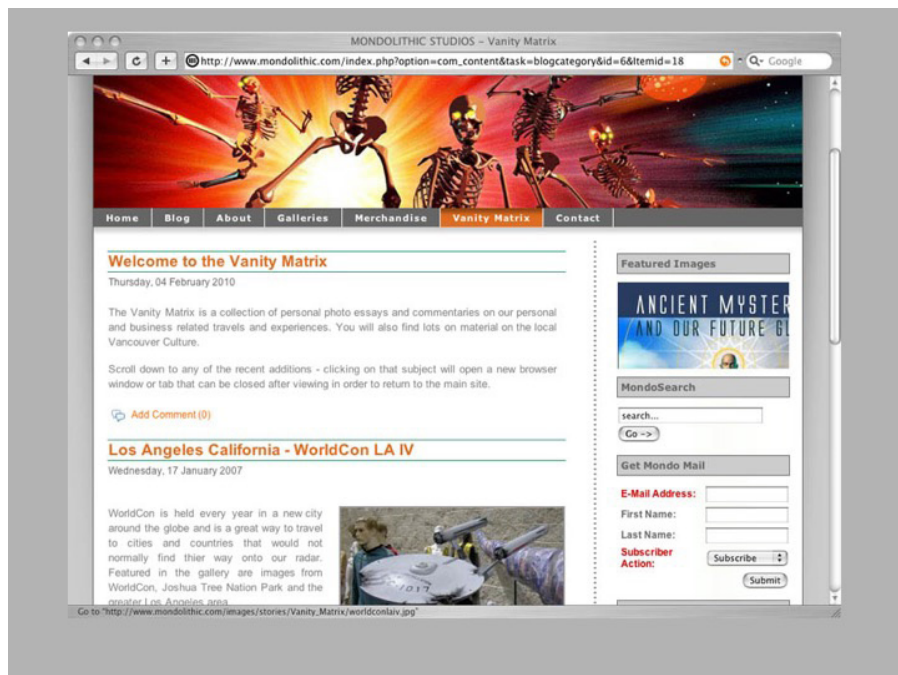 MONDOLITHIC STUDIOS – Vanity Matrix
http://www.mondolithic.com/index.php?option=com_content&task=blogcategory&id=6&Itemid=18
Google
Home Blog About Galleries Merchandise Vanity Matrix Contact
Welcome to the Vanity Matrix
Thursday, 04 February 2010
The Vanity Matrix is a collection of personal photo essays and commentaries on our personal
and business related travels and experiences. You will also find lots on material on the local
Vancouver Culture.
Scroll down to any of the recent additions - clicking on that subject will open a new browser
window or tab that can be closed after viewing in order to return to the main site.
Add Comment (0)
Los Angeles California - WorldCon LA IV
Wednesday, 17 January 2007
WorldCon is held every year in a new city
around the globe and is a great way to travel
to cities and countries that would not
normally find thier way onto our radar.
Featured in the gallery are images from
WorldCon, Joshua Tree Nation Park and the
greater Los Angeles area
Featured Images
ANCIENT MYSTER
AND OUR FUTURE GL
MondoSearch
search...
Go ->
Get Mondo Mail
E-Mail Address:
First Name:
Last Name:
Subscriber
Action:
Subscribe
Submit
Go to "http://www.mondolithic.com/images/stories/Vanity_Matrix/worldconlaiv.jpg"